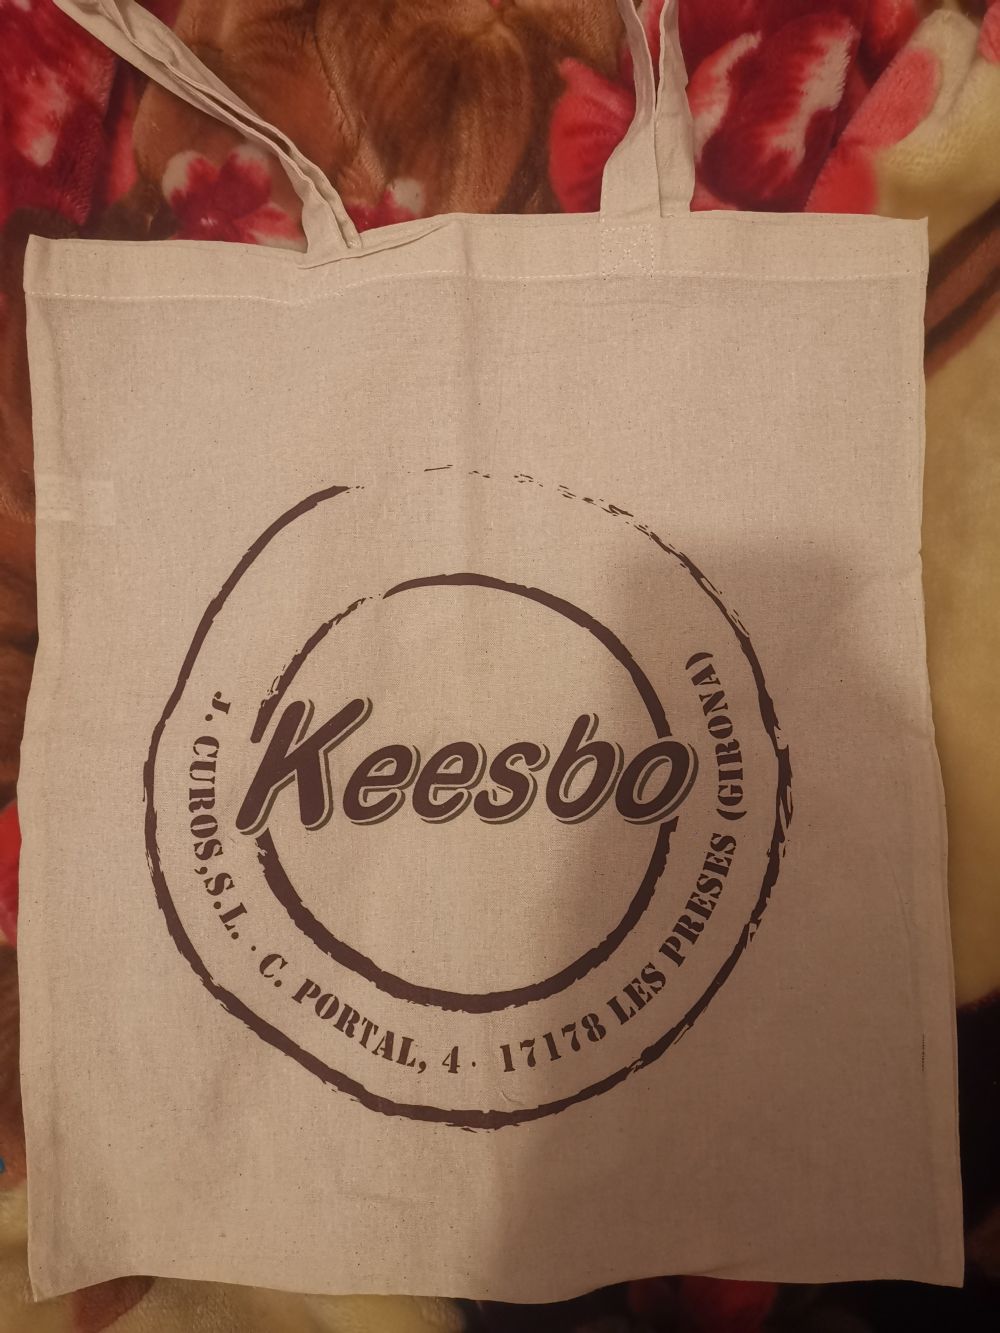 Keesbo
J. CUROS,S.L. · C. PORTAL, 4 · 17178 LES PRESES (GIRONA)